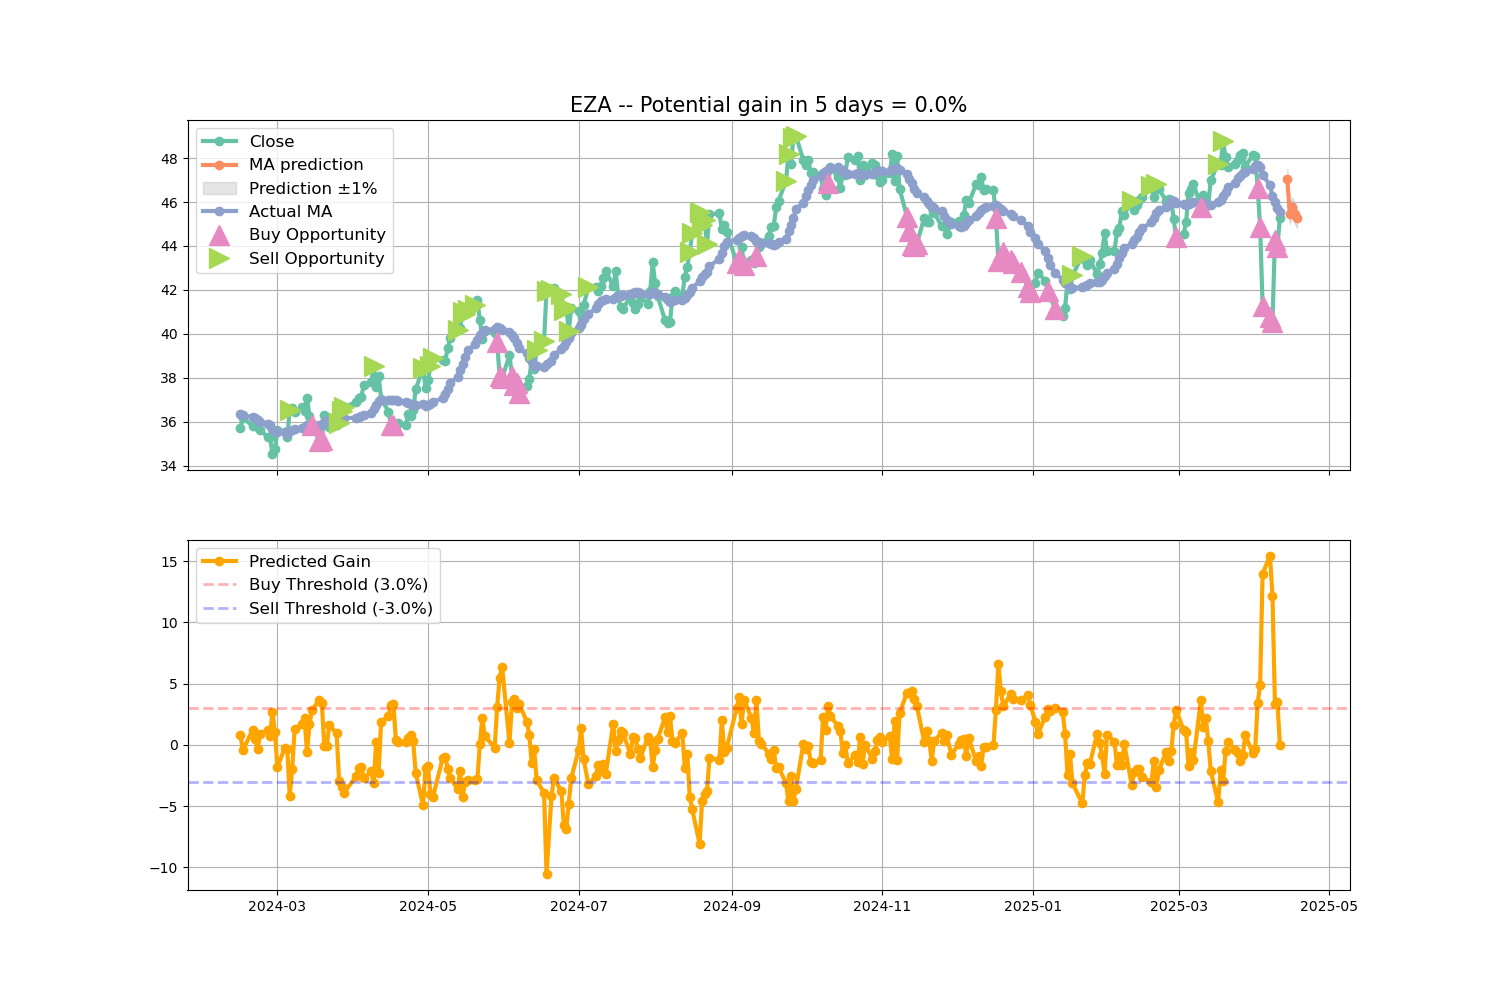 EZA -- Potential gain in 5 days = 0.0%
Close
MA prediction
Prediction ±1%
Actual MA
Buy Opportunity
Sell Opportunity
48
46
44
42
40
38
36
34
Predicted Gain
Buy Threshold (3.0%)
Sell Threshold (-3.0%)
15
10
5
0
−5
−10
2024-03 2024-05 2024-07 2024-09 2024-11 2025-01 2025-03 2025-05